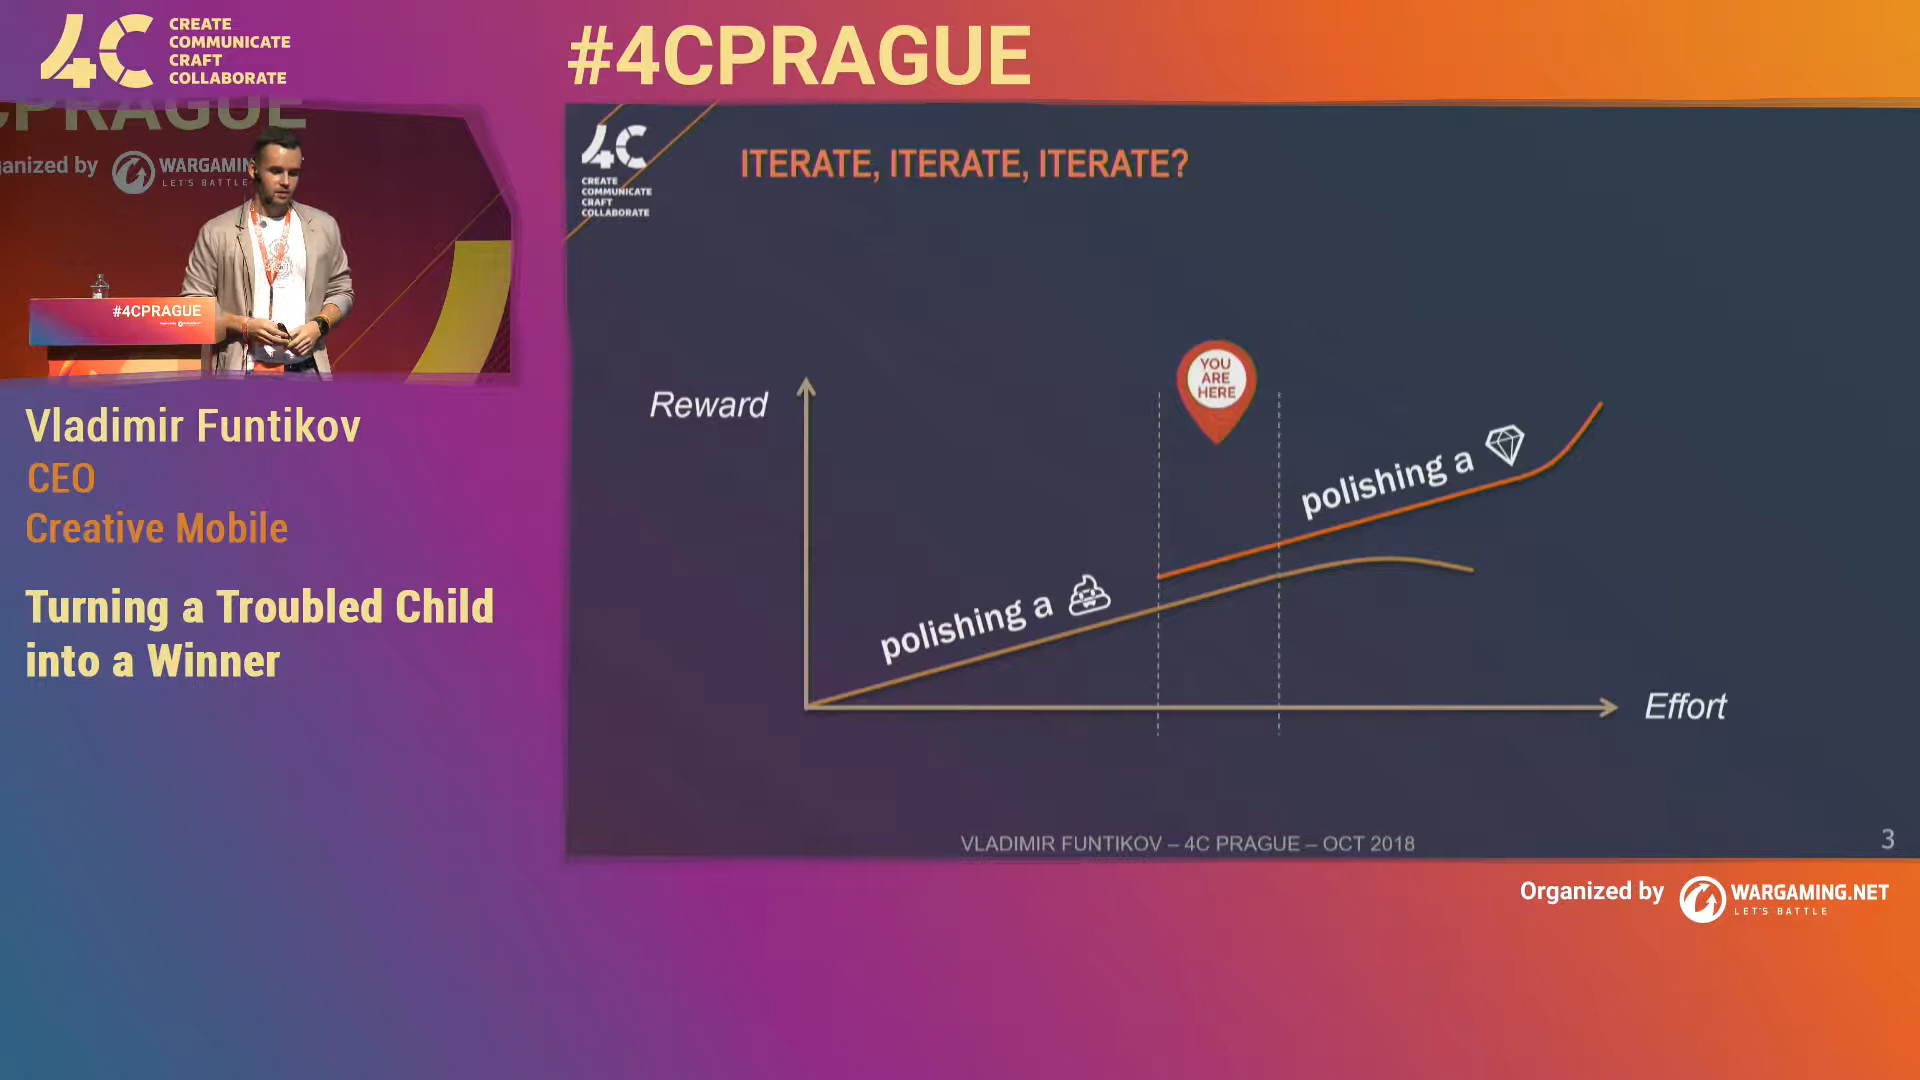 4C
CREATE
COMMUNICATE
CRAFT
COLLABORATE
#4CPRAGUE
CPRAGUE
anized by
WARGAMIN
LET'S BATTLE
#4CPRAGUE
Vladimir Funtikov
CEO
Creative Mobile
Turning a Troubled Child
into a Winner
4C
CREATE
COMMUNICATE
CRAFT
COLLABORATE
ITERATE, ITERATE, ITERATE?
YOU
ARE
HERE
Reward
polishing a
polishing a
Effort
VLADIMIR FUNTIKOV – 4C PRAGUE – OCT 2018
3
Organized by
WARGAMING.NET
LET'S BATTLE